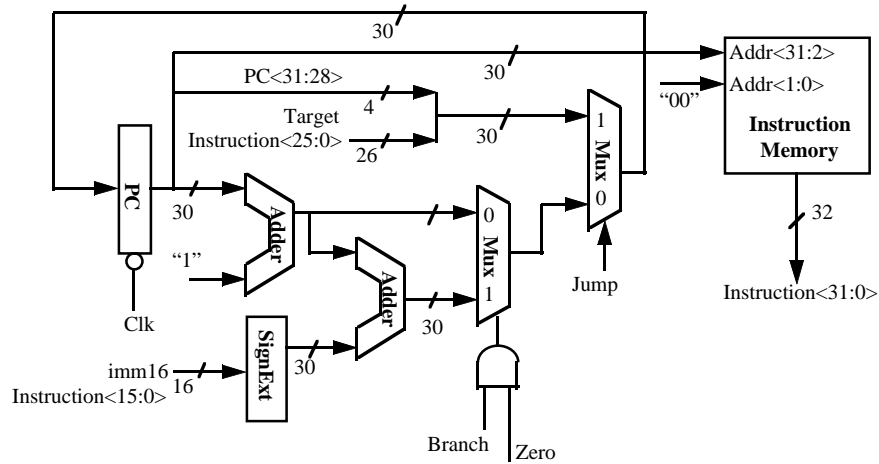 30
30
Addr<31:2>
PC<31:28>
"00"
Addr<1:0>
4
Target
30
1
Instruction
Memory
Instruction<25:0>
26
Mux
PC
30
Adder
0
0
32
"1"
Mux
Adder
1
Jump
Instruction<31:0>
Clk
30
SignExt
30
imm16
16
Instruction<15:0>
Branch
Zero